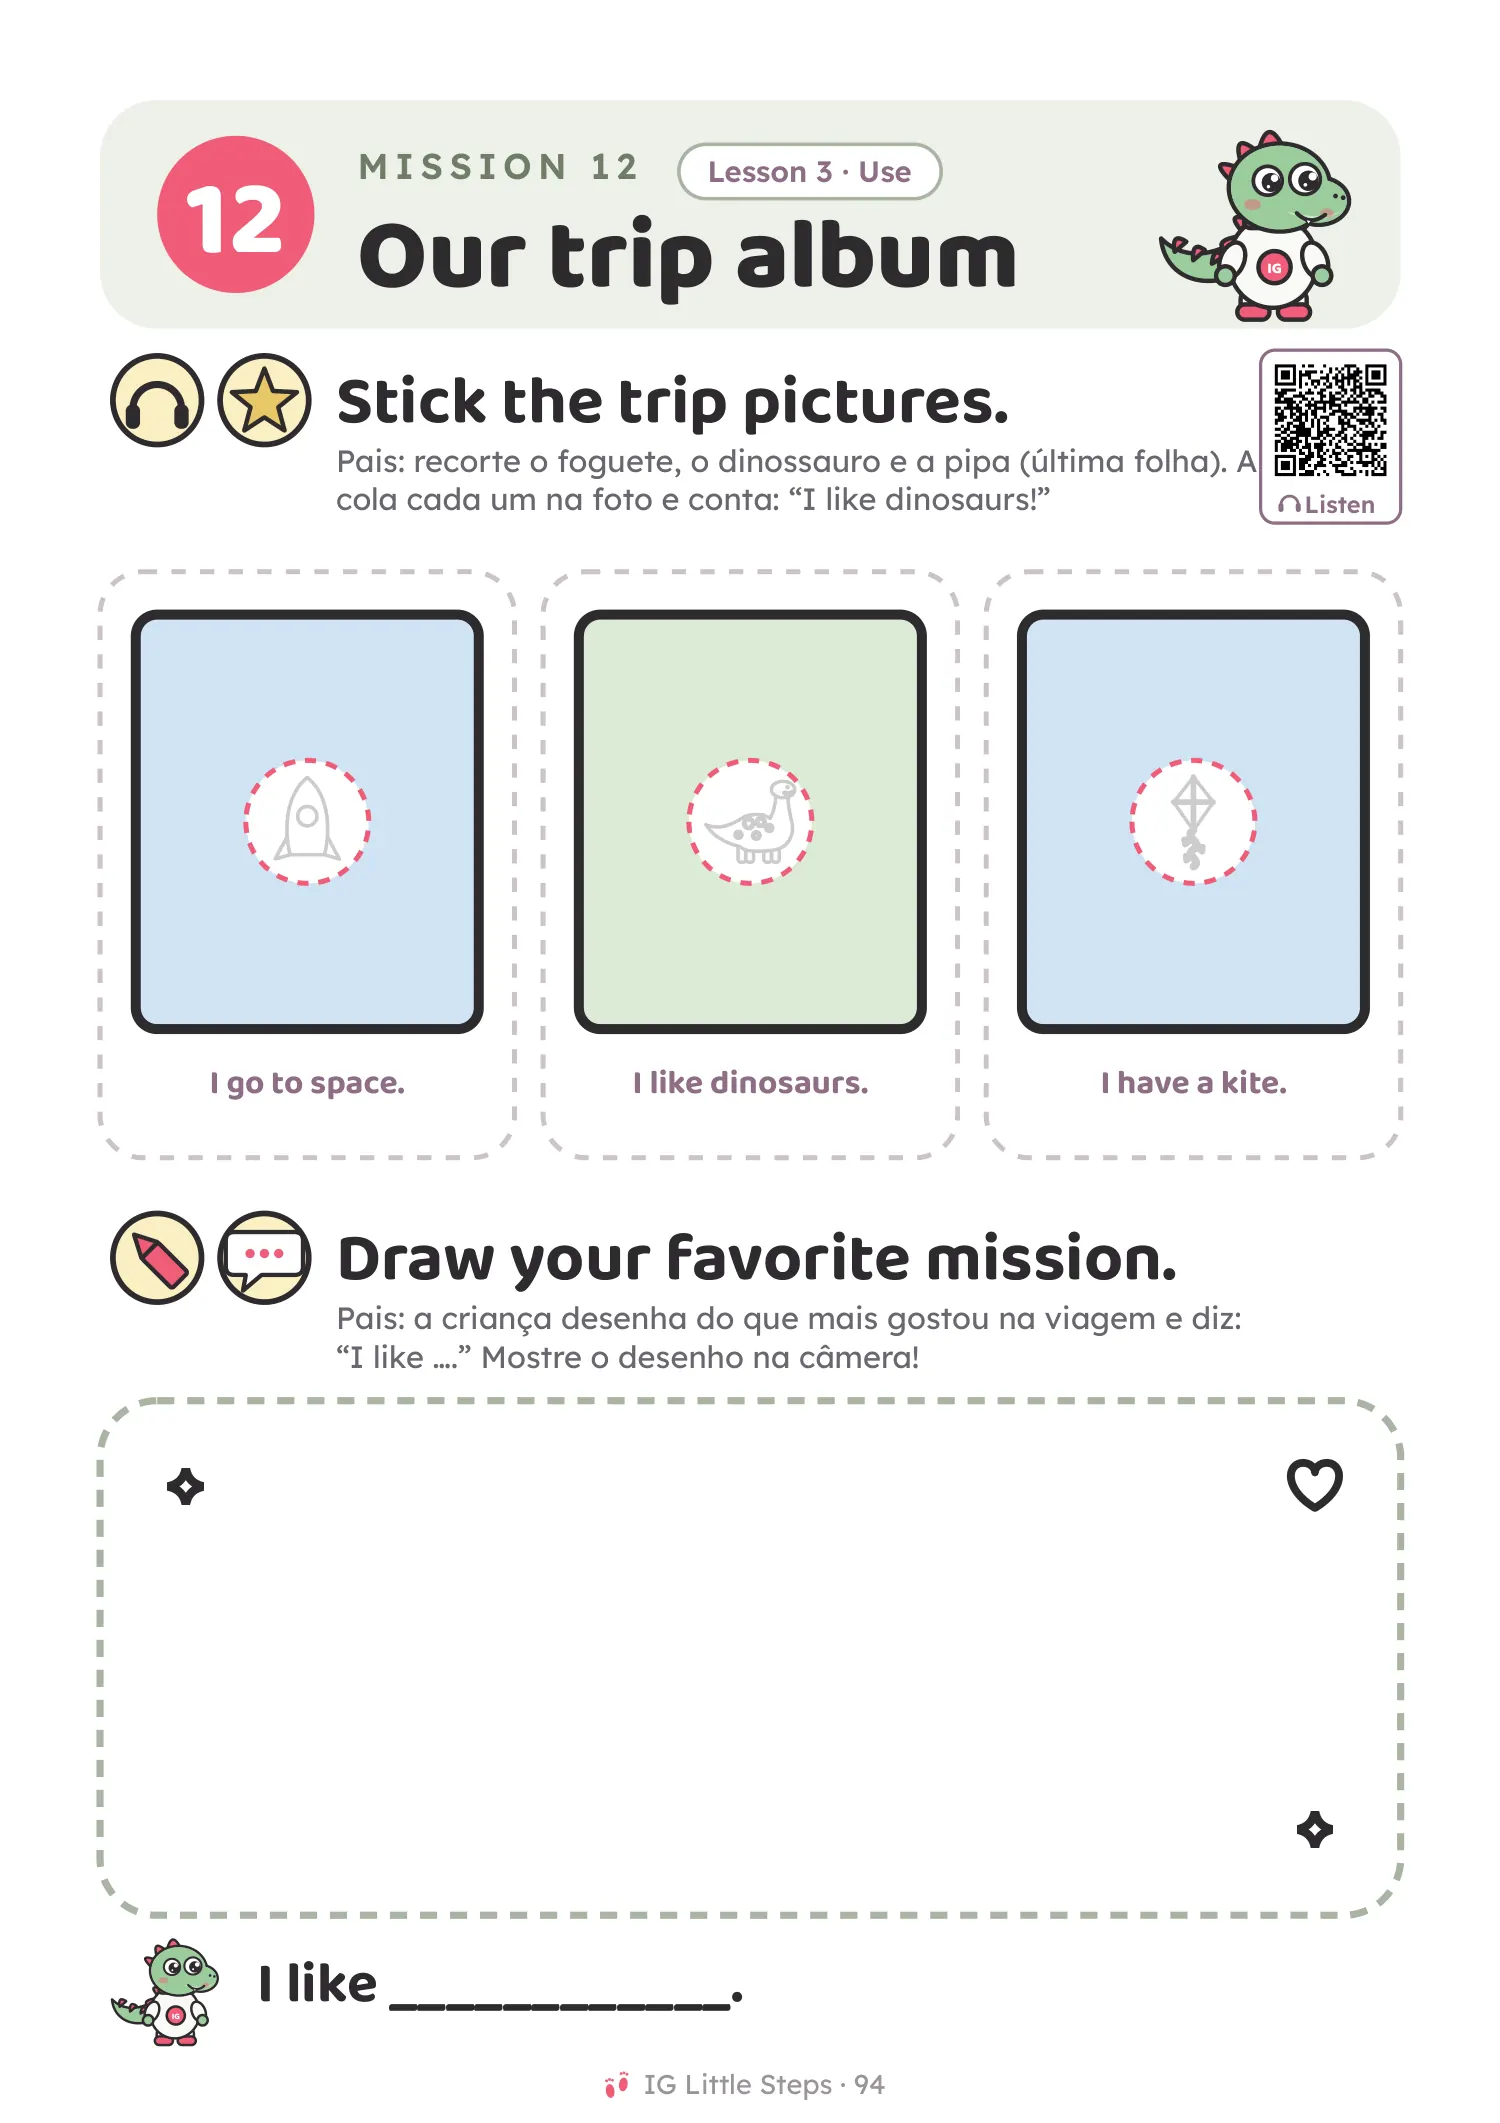 12
MISSION 12
Lesson 3 · Use
Our trip album
IG
Stick the trip pictures.
Pais: recorte o foguete, o dinossauro e a pipa (última folha). A
cola cada um na foto e conta: “I like dinosaurs!”
Listen
I go to space.
I like dinosaurs.
I have a kite.
Draw your favorite mission.
Pais: a criança desenha do que mais gostou na viagem e diz:
“I like ....” Mostre o desenho na câmera!
IG
I like ____________.
IG Little Steps · 94